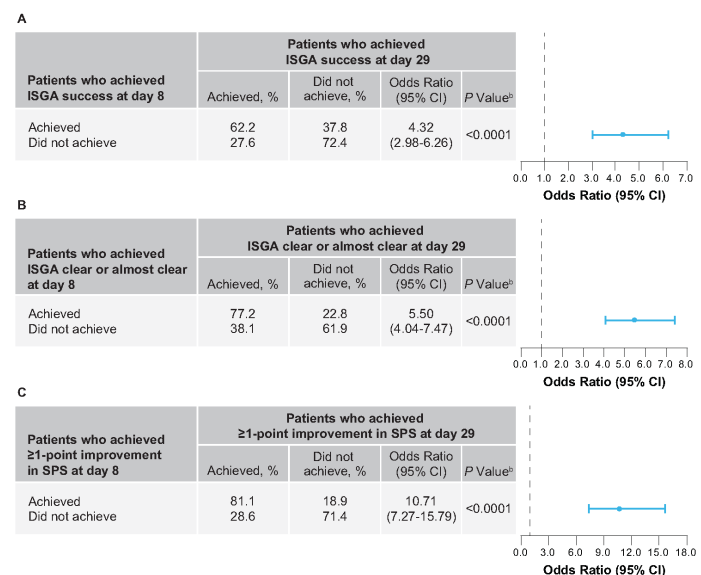 A
Patients who achieved
ISGA success at day 29
Patients who achieved
ISGA success at day 8
Achieved, %
Did not
achieve, %
Odds Ratio
(95% CI)
P Valueᵇ
Achieved 62.2 37.8 4.32 <0.0001
Did not achieve 27.6 72.4 (2.98-6.26)
0.0 1.0 2.0 3.0 4.0 5.0 6.0 7.0
Odds Ratio (95% CI)
B
Patients who achieved
ISGA clear or almost clear at day 29
Patients who achieved
ISGA clear or almost clear
at day 8
Achieved, %
Did not
achieve, %
Odds Ratio
(95% CI)
P Valueᵇ
Achieved 77.2 22.8 5.50 <0.0001
Did not achieve 38.1 61.9 (4.04-7.47)
0.0 1.0 2.0 3.0 4.0 5.0 6.0 7.0 8.0
Odds Ratio (95% CI)
C
Patients who achieved
≥1-point improvement in SPS at day 29
Patients who achieved
≥1-point improvement
in SPS at day 8
Achieved, %
Did not
achieve, %
Odds Ratio
(95% CI)
P Valueᵇ
Achieved 81.1 18.9 10.71 <0.0001
Did not achieve 28.6 71.4 (7.27-15.79)
0.0 3.0 6.0 9.0 12.0 15.0 18.0
Odds Ratio (95% CI)